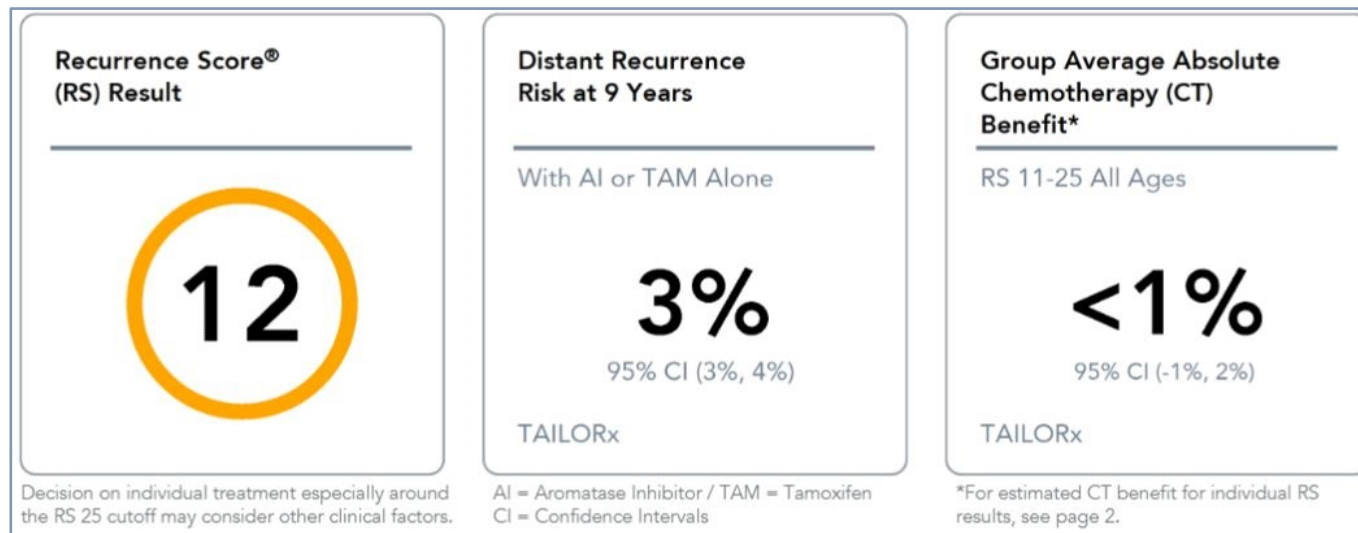 Recurrence Score®
(RS) Result
12
Decision on individual treatment especially around
the RS 25 cutoff may consider other clinical factors.
Distant Recurrence
Risk at 9 Years
With AI or TAM Alone
3%
95% CI (3%, 4%)
TAILORx
AI = Aromatase Inhibitor / TAM = Tamoxifen
CI = Confidence Intervals
Group Average Absolute
Chemotherapy (CT)
Benefit*
RS 11-25 All Ages
<1%
95% CI (-1%, 2%)
TAILORx
*For estimated CT benefit for individual RS
results, see page 2.